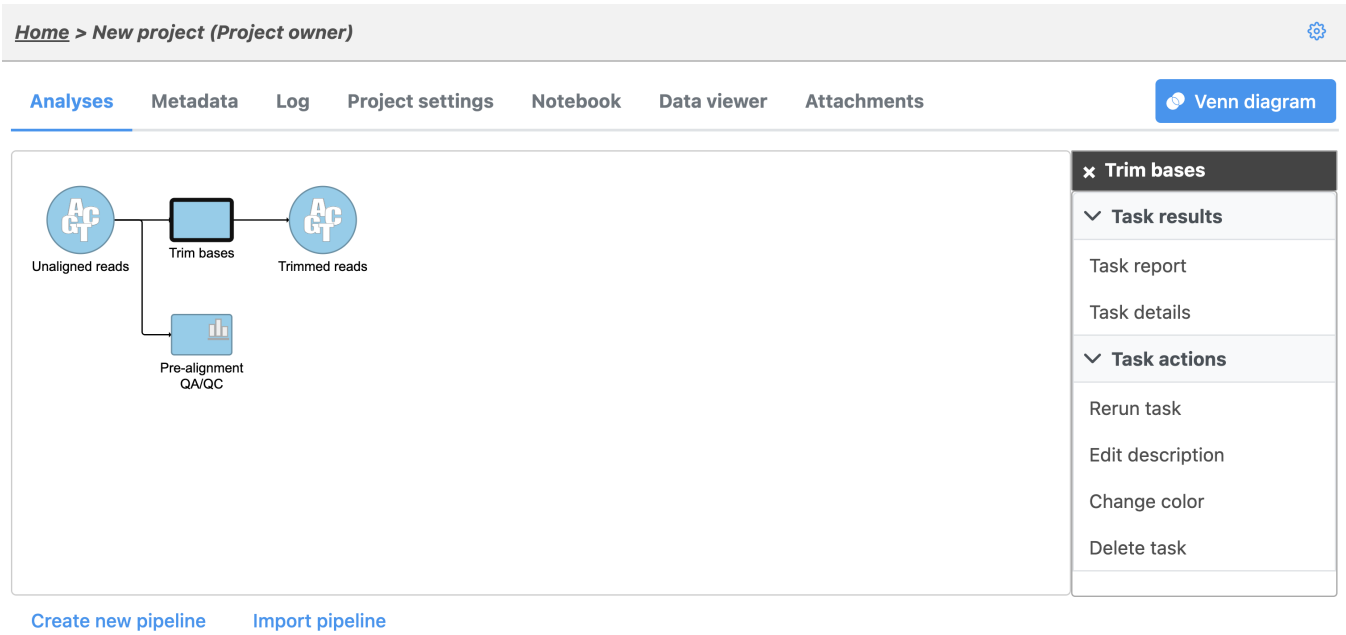 Home > New project (Project owner)
Analyses Metadata Log Project settings Notebook Data viewer Attachments Venn diagram
ACGT
Unaligned reads
Trim bases
ACGT
Trimmed reads
Pre-alignment
QA/QC
Trim bases
Task results
Task report
Task details
Task actions
Rerun task
Edit description
Change color
Delete task
Create new pipeline Import pipeline